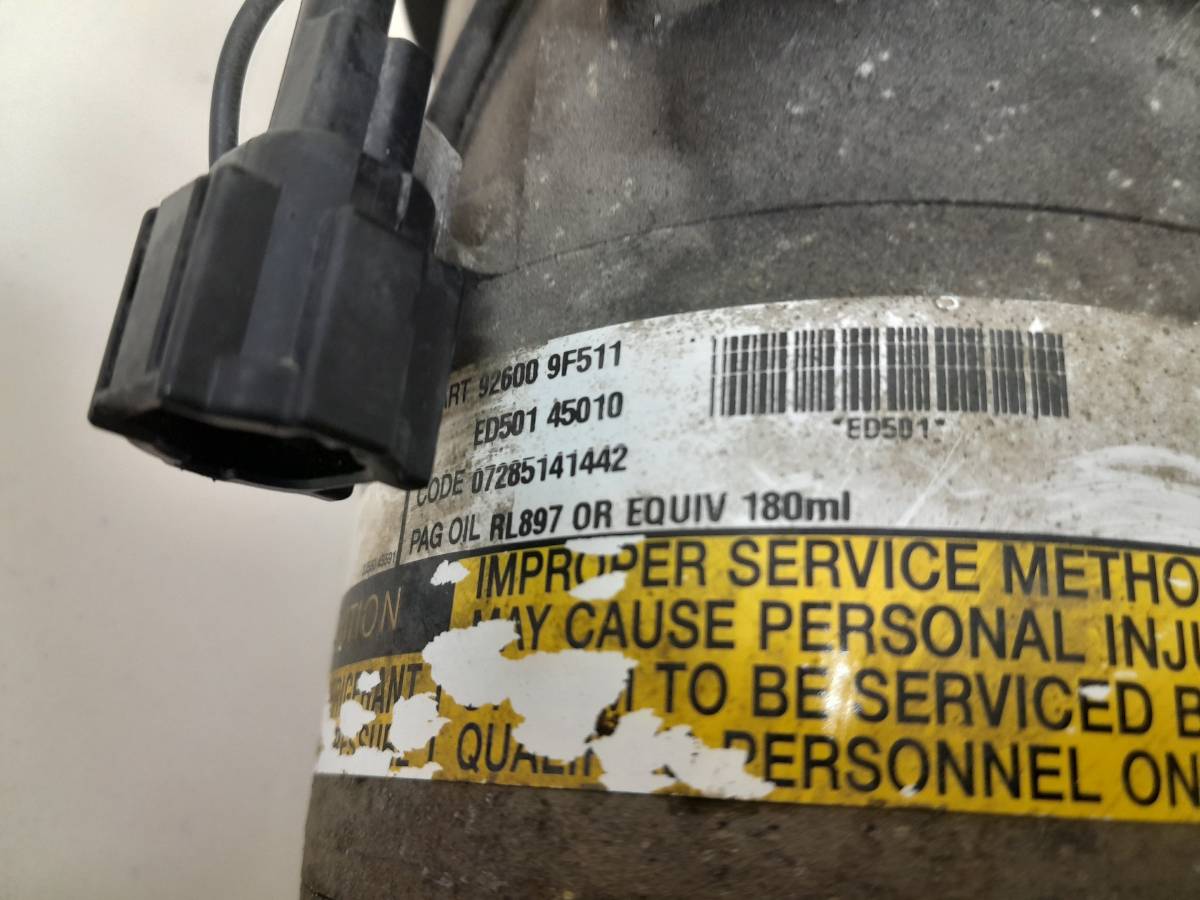 ART 92600 9F511
ED501 45010
*ED501*
CODE 07285141442
PAG OIL RL897 OR EQUIV 180ml
IMPROPER SERVICE METHO
MAY CAUSE PERSONAL INJU
TO BE SERVICED B
PERSONNEL ON